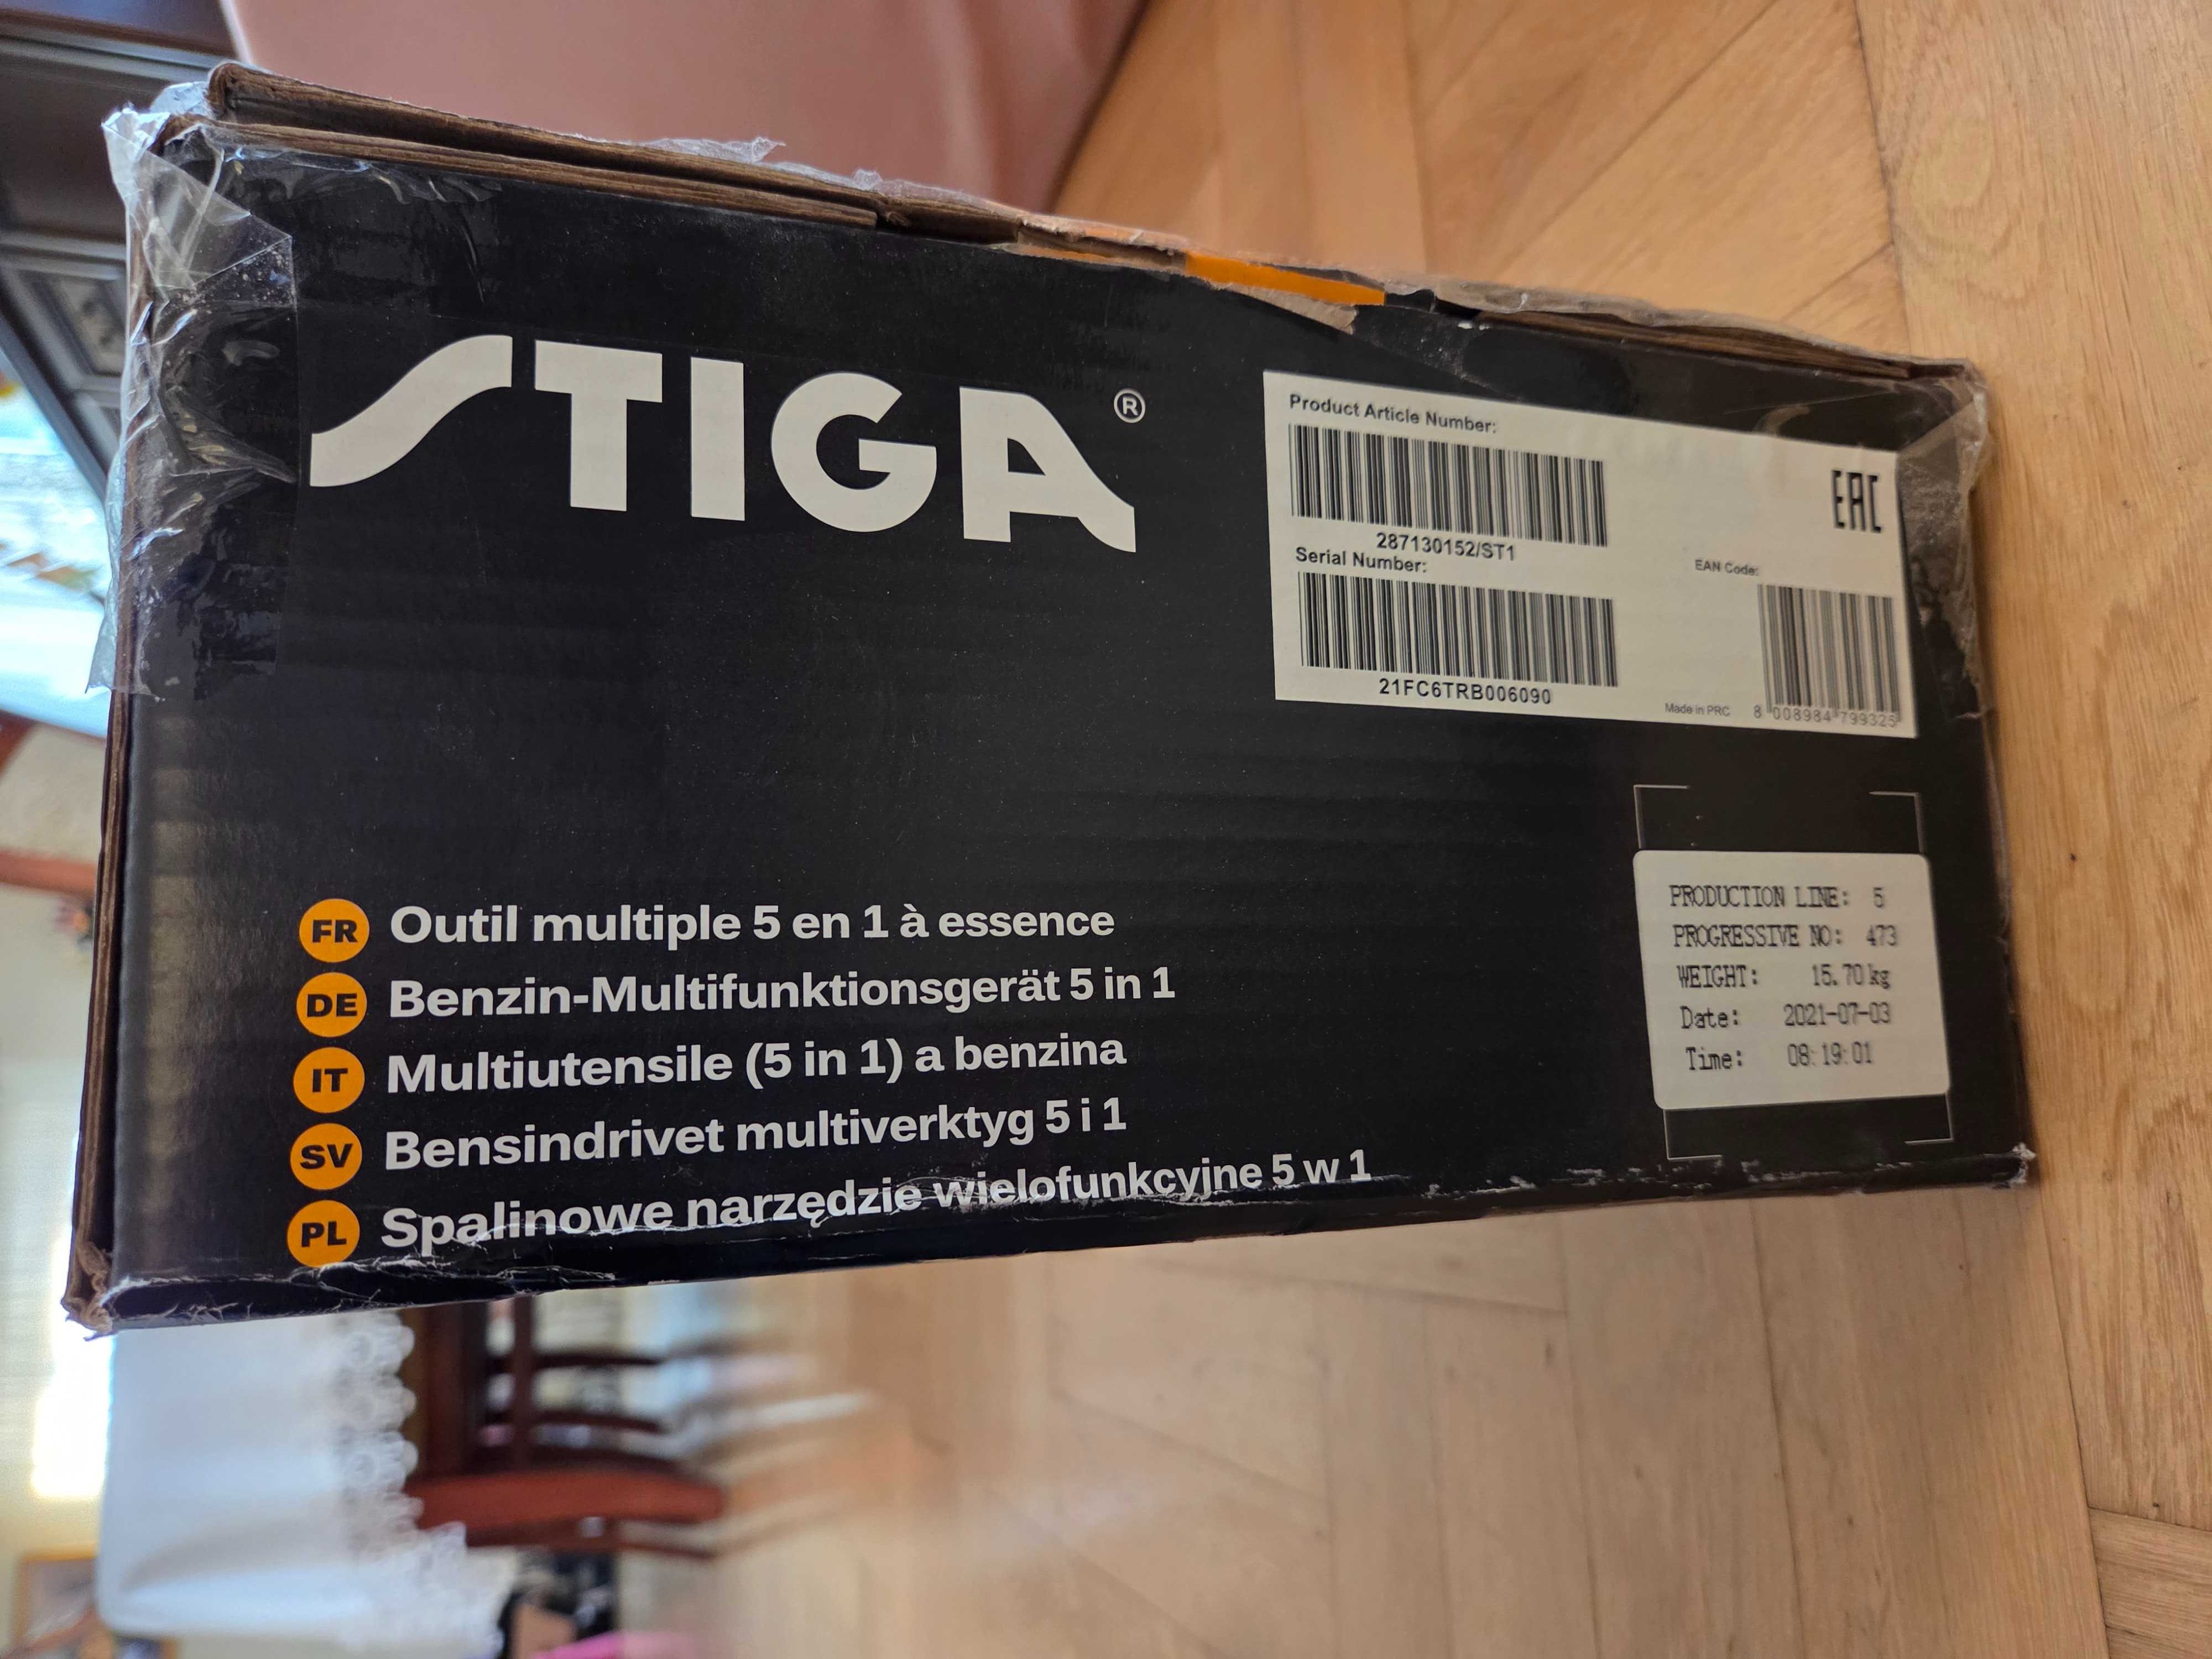 STIGA®
Product Article Number:
287130152/ST1
Serial Number:
21FC6TRB006090
EAC
EAN Code:
Made in PRC
8 008984 799325
FR Outil multiple 5 en 1 à essence
DE Benzin-Multifunktionsgerät 5 in 1
IT Multiutensile (5 in 1) a benzina
SV Bensindrivet multiverktyg 5 i 1
PL Spalinowe narzędzie wielofunkcyjne 5 w 1
PRODUCTION LINE: 5
PROGRESSIVE NO: 473
WEIGHT: 15.70 kg
Date: 2021-07-03
Time: 08:19:01